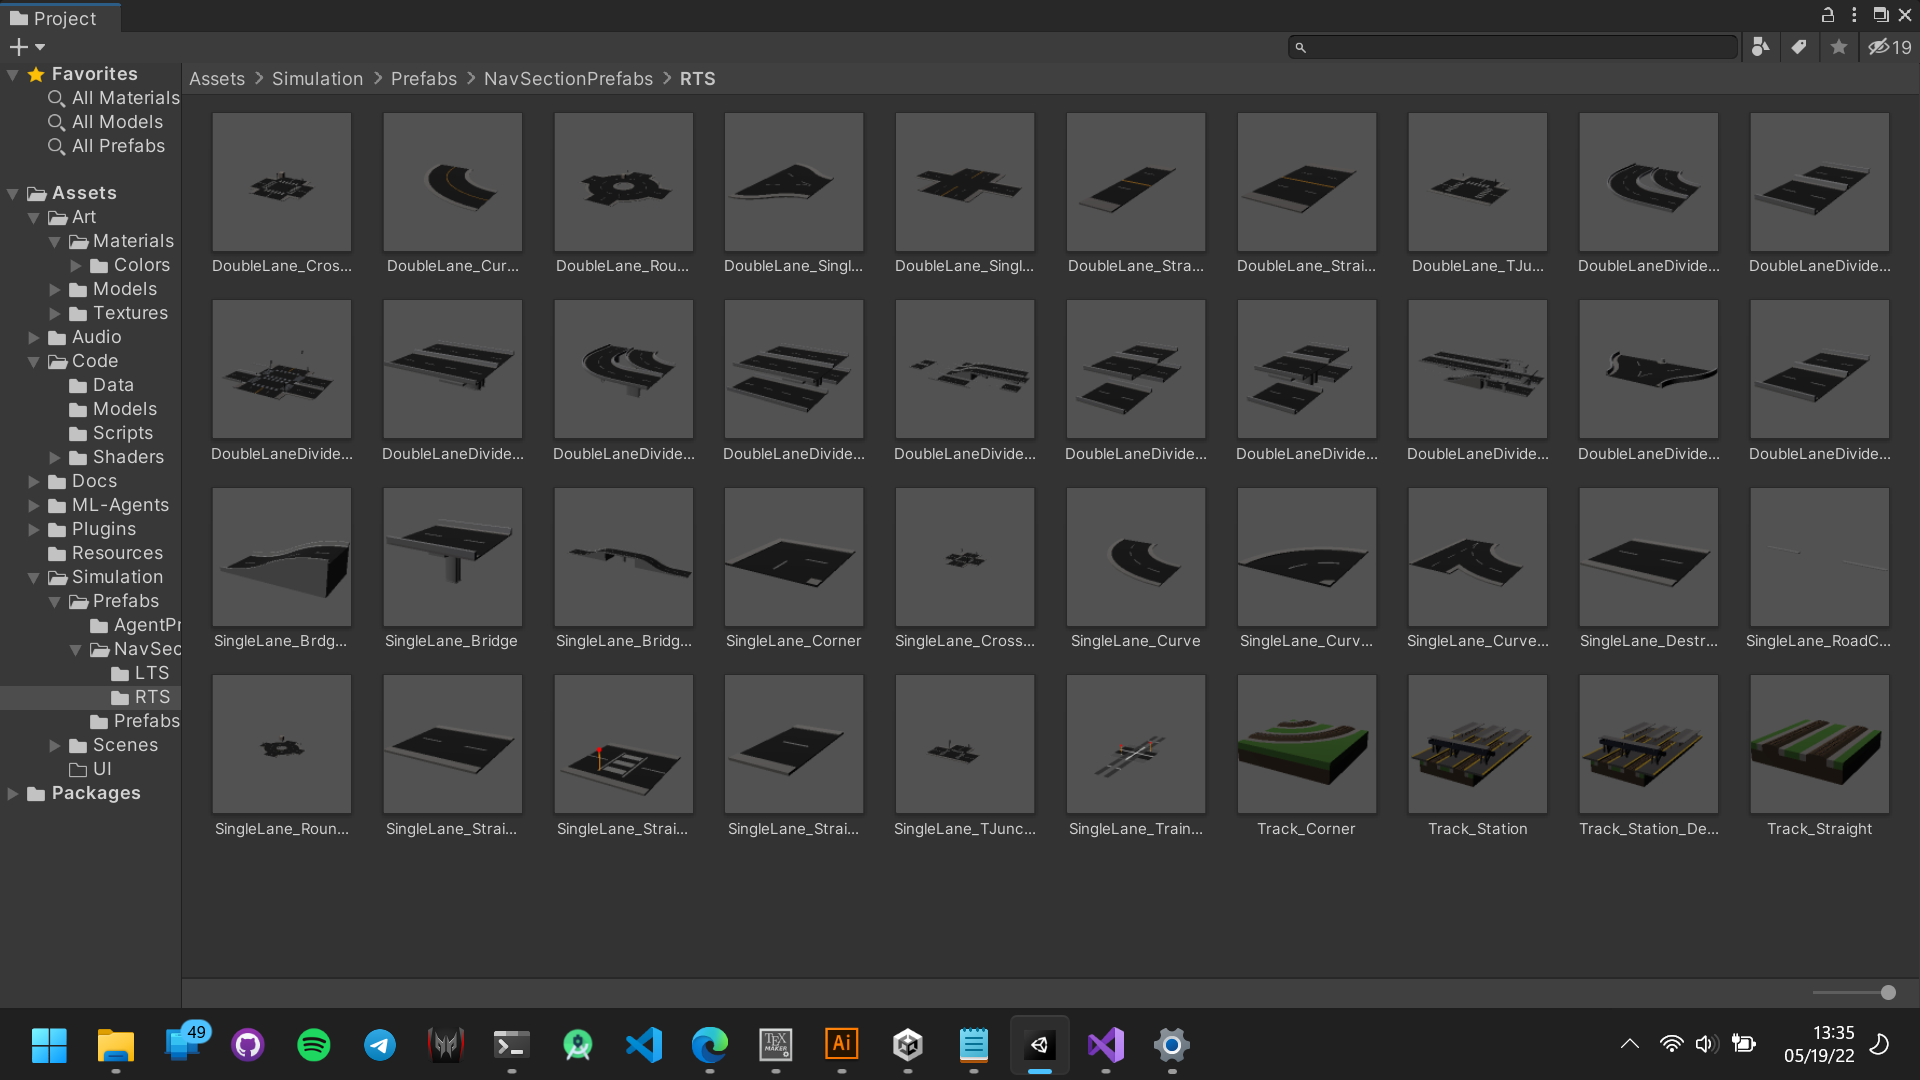 Project
19
Favorites
All Materials
All Models
All Prefabs
Assets
Art
Materials
Colors
Models
Textures
Audio
Code
Data
Models
Scripts
Shaders
Docs
ML-Agents
Plugins
Resources
Simulation
Prefabs
AgentPr
NavSec
LTS
RTS
Prefabs
Scenes
UI
Packages
Assets > Simulation > Prefabs > NavSectionPrefabs > RTS
DoubleLane_Cros... DoubleLane_Cur... DoubleLane_Rou... DoubleLane_Singl... DoubleLane_Singl... DoubleLane_Stra... DoubleLane_Strai... DoubleLane_TJu... DoubleLaneDivide... DoubleLaneDivide...
DoubleLaneDivide... DoubleLaneDivide... DoubleLaneDivide... DoubleLaneDivide... DoubleLaneDivide... DoubleLaneDivide... DoubleLaneDivide... DoubleLaneDivide... DoubleLaneDivide... DoubleLaneDivide...
SingleLane_Brdg... SingleLane_Bridge SingleLane_Bridg... SingleLane_Corner SingleLane_Cross... SingleLane_Curve SingleLane_Curv... SingleLane_Curve... SingleLane_Destr... SingleLane_RoadC...
SingleLane_Roun... SingleLane_Strai... SingleLane_Strai... SingleLane_Strai... SingleLane_TJunc... SingleLane_Train... Track_Corner Track_Station Track_Station_De... Track_Straight
49
TEX
MAKER
Ai
13:35
05/19/22